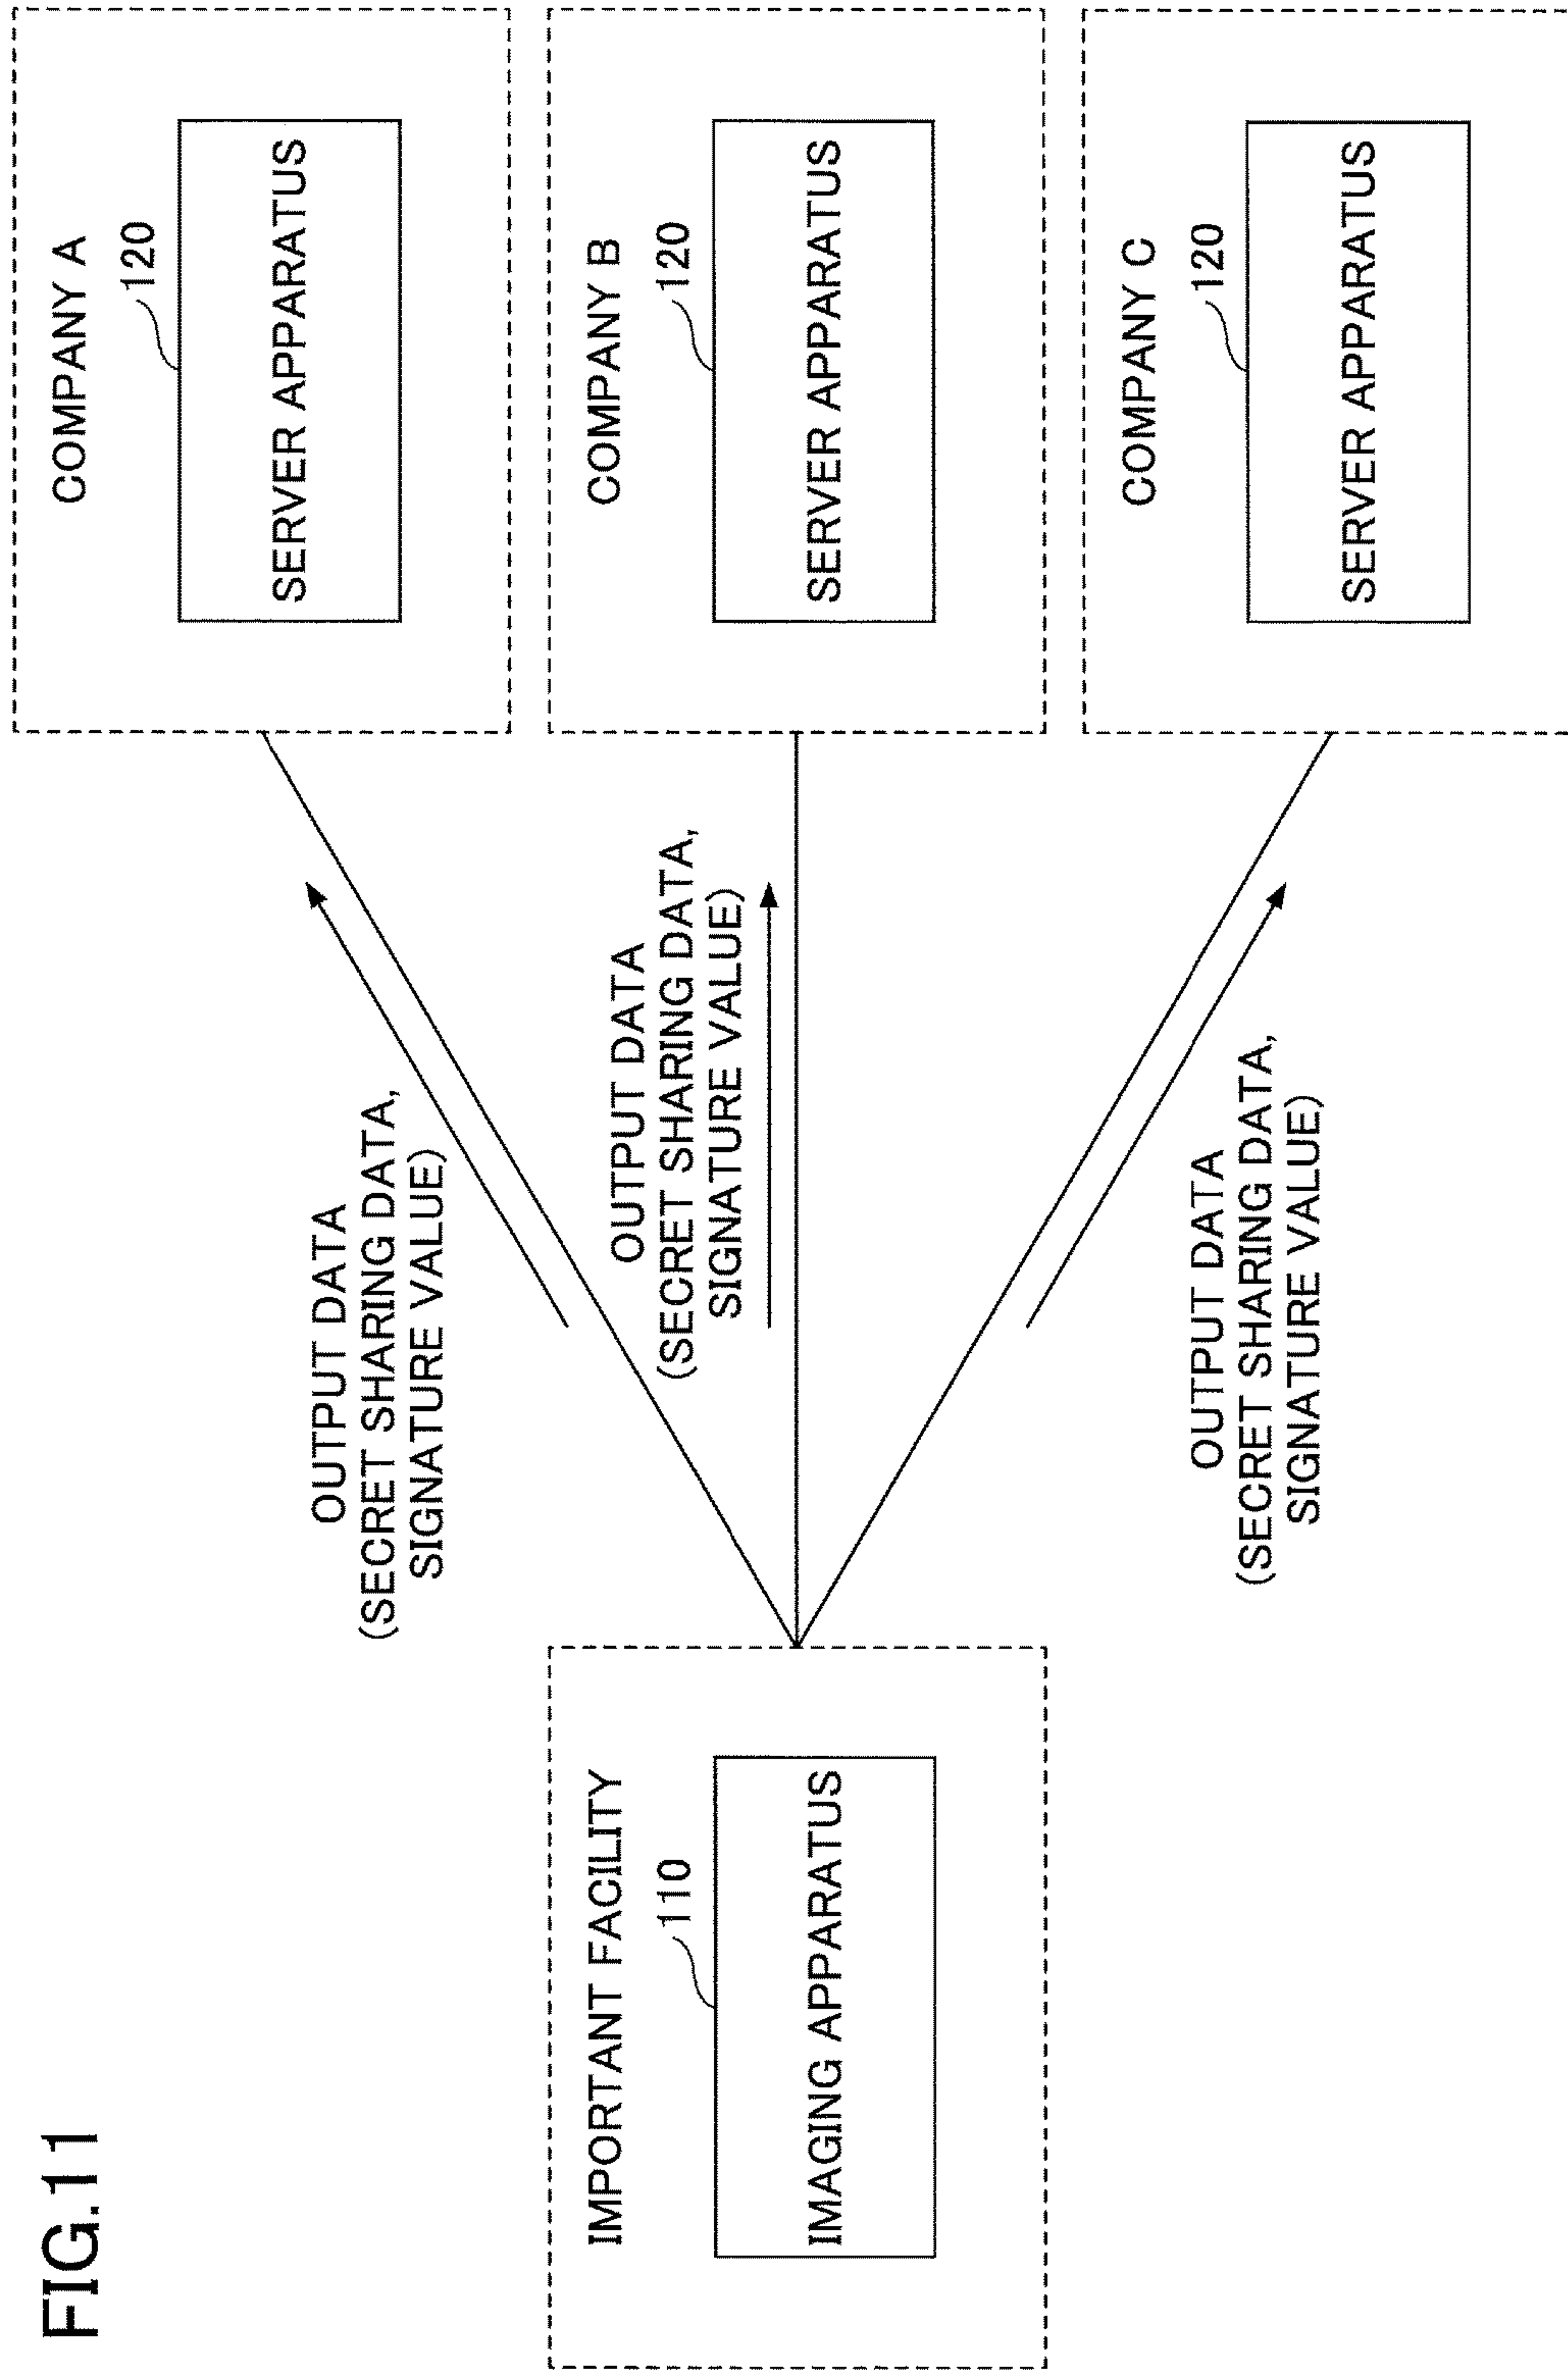 FIG.11
IMPORTANT FACILITY
110
IMAGING APPARATUS
OUTPUT DATA
(SECRET SHARING DATA,
SIGNATURE VALUE)
OUTPUT DATA
(SECRET SHARING DATA,
SIGNATURE VALUE)
OUTPUT DATA
(SECRET SHARING DATA,
SIGNATURE VALUE)
COMPANY A
120
SERVER APPARATUS
COMPANY B
120
SERVER APPARATUS
COMPANY C
120
SERVER APPARATUS